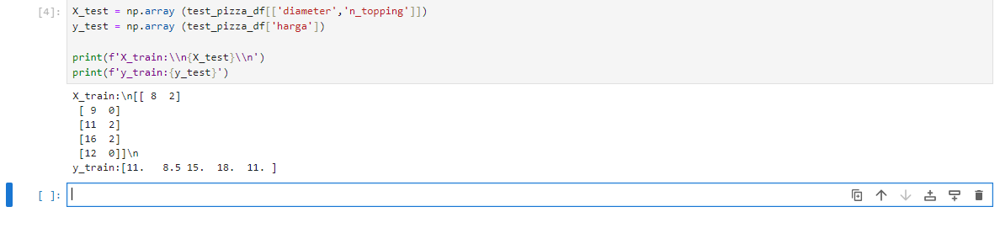 [4]: X_test = np.array (test_pizza_df[['diameter','n_topping']])
y_test = np.array (test_pizza_df['harga'])
print(f'X_train:\\n{X_test}\\n')
print(f'y_train:{y_test}')
X_train:\n[[ 8  2]
 [ 9  0]
 [11  2]
 [16  2]
 [12  0]]\n
y_train:[11.   8.5 15.  18.  11. ]
[ ]: